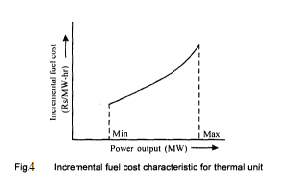 Incremental fuel cost
(Rs/MW-hr)
Min
Max
Power output (MW)
Fig.4 Incremental fuel cost characteristic for thermal unit